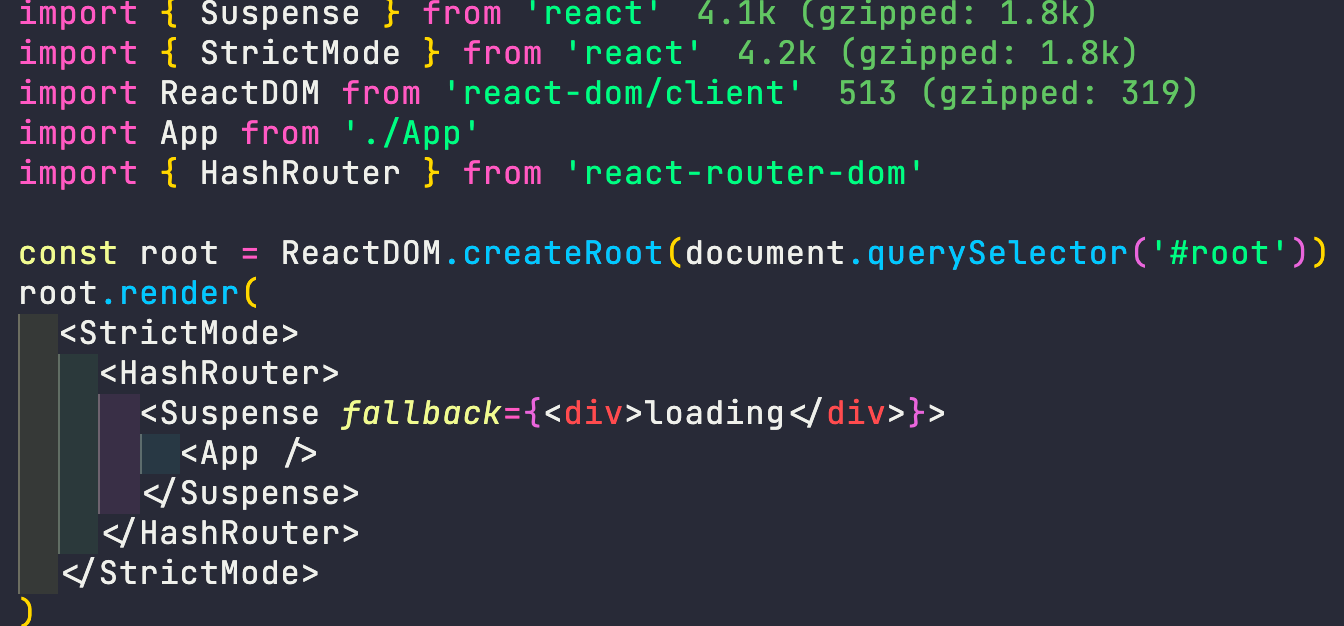 import { Suspense } from 'react'  4.1k (gzipped: 1.8k)
import { StrictMode } from 'react'  4.2k (gzipped: 1.8k)
import ReactDOM from 'react-dom/client'  513 (gzipped: 319)
import App from './App'
import { HashRouter } from 'react-router-dom'

const root = ReactDOM.createRoot(document.querySelector('#root'))
root.render(
  <StrictMode>
    <HashRouter>
      <Suspense fallback={<div>loading</div>}>
        <App />
      </Suspense>
    </HashRouter>
  </StrictMode>
)